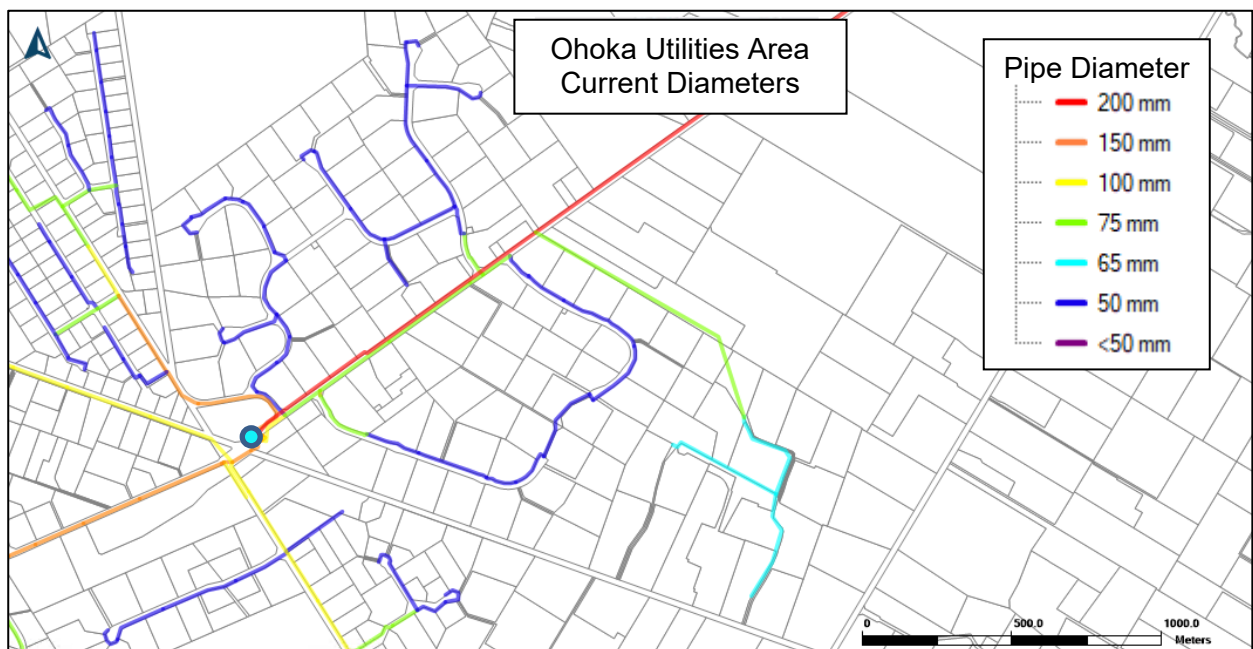 Ohoka Utilities Area
Current Diameters
Pipe Diameter
200 mm
150 mm
100 mm
75 mm
65 mm
50 mm
<50 mm
0 500.0 1000.0
Meters